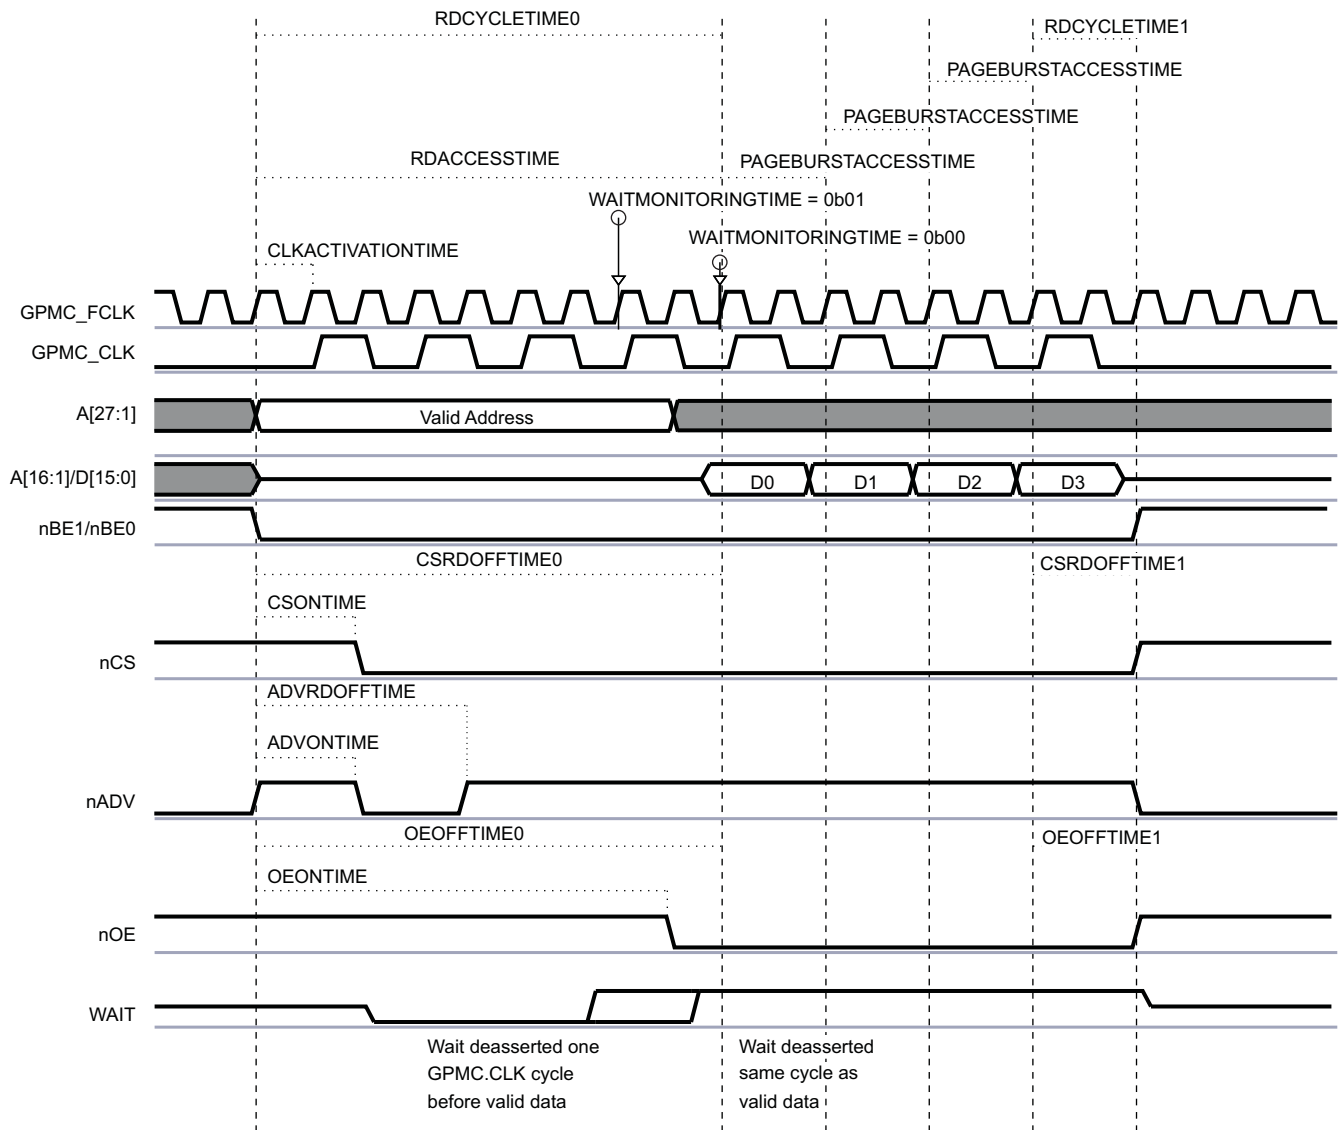 RDCYCLETIME0
RDCYCLETIME1
PAGEBURSTACCESSTIME
PAGEBURSTACCESSTIME
RDACCESSTIME
PAGEBURSTACCESSTIME
WAITMONITORINGTIME = 0b01
WAITMONITORINGTIME = 0b00
CLKACTIVATIONTIME
GPMC_FCLK
GPMC_CLK
A[27:1]
Valid Address
A[16:1]/D[15:0]
D0
D1
D2
D3
nBE1/nBE0
CSRDOFFTIME0
CSRDOFFTIME1
CSONTIME
nCS
ADVRDOFFTIME
ADVONTIME
nADV
OEOFFTIME0
OEOFFTIME1
OEONTIME
nOE
WAIT
Wait deasserted one
GPMC.CLK cycle
before valid data
Wait deasserted
same cycle as
valid data